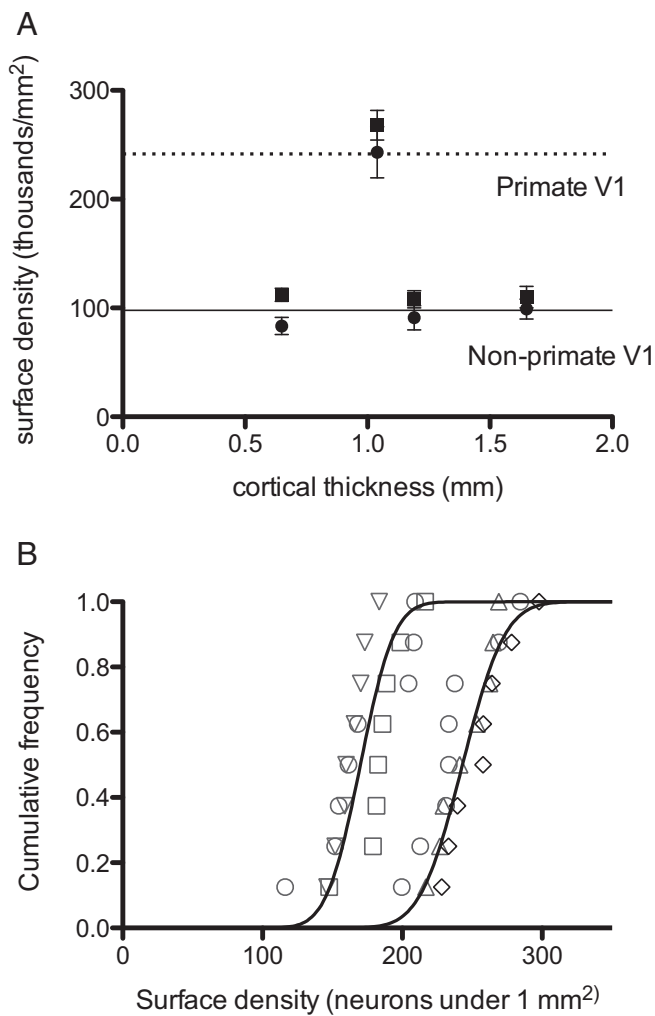 A
surface density (thousands/mm²)
300
200
100
0
Primate V1
Non-primate V1
0.0 0.5 1.0 1.5 2.0
cortical thickness (mm)
B
Cumulative frequency
1.0
0.8
0.6
0.4
0.2
0.0
0 100 200 300
Surface density (neurons under 1 mm²⁾